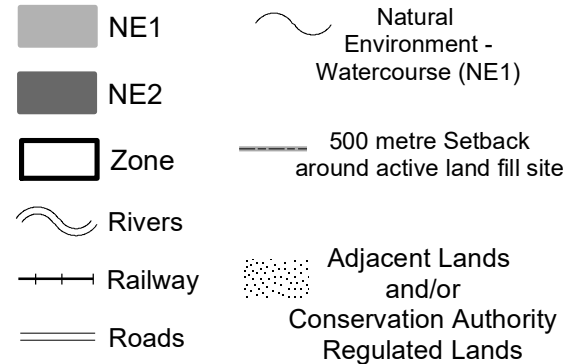 NE1
NE2
Zone
Rivers
Railway
Roads
Natural
Environment -
Watercourse (NE1)
500 metre Setback
around active land fill site
Adjacent Lands
and/or
Conservation Authority
Regulated Lands